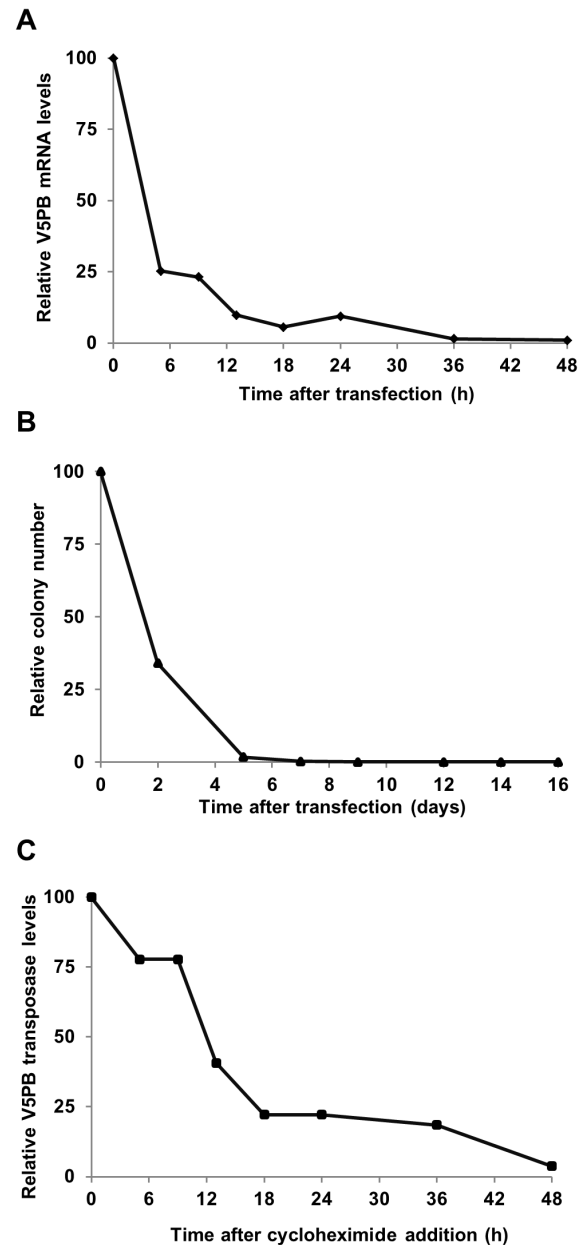 A
Relative V5PB mRNA levels
100
75
50
25
0
0 6 12 18 24 30 36 42 48
Time after transfection (h)
B
Relative colony number
100
75
50
25
0
0 2 4 6 8 10 12 14 16
Time after transfection (days)
C
Relative V5PB transposase levels
100
75
50
25
0
0 6 12 18 24 30 36 42 48
Time after cycloheximide addition (h)